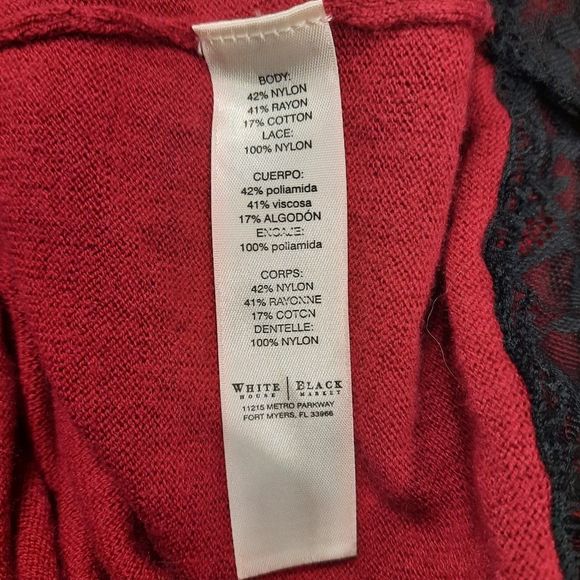 BODY:
42% NYLON
41% RAYON
17% COTTON
LACE:
100% NYLON
CUERPO:
42% poliamida
41% viscosa
17% ALGODÓN
ENCAJE:
100% poliamida
CORPS:
42% NYLON
41% RAYONNE
17% COTON
DENTELLE:
100% NYLON
WHITE | BLACK
HOUSE MARKET
11215 METRO PARKWAY
FORT MYERS, FL 33966